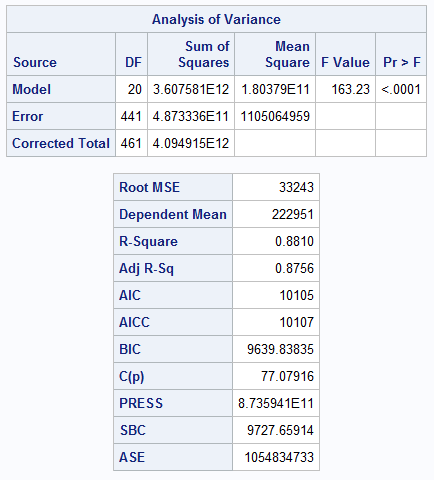 Analysis of Variance
Source DF Sum of Squares Mean Square F Value Pr > F
Model 20 3.607581E12 1.80379E11 163.23 <.0001
Error 441 4.873336E11 1105064959
Corrected Total 461 4.094915E12
Root MSE 33243
Dependent Mean 222951
R-Square 0.8810
Adj R-Sq 0.8756
AIC 10105
AICC 10107
BIC 9639.83835
C(p) 77.07916
PRESS 8.735941E11
SBC 9727.65914
ASE 1054834733